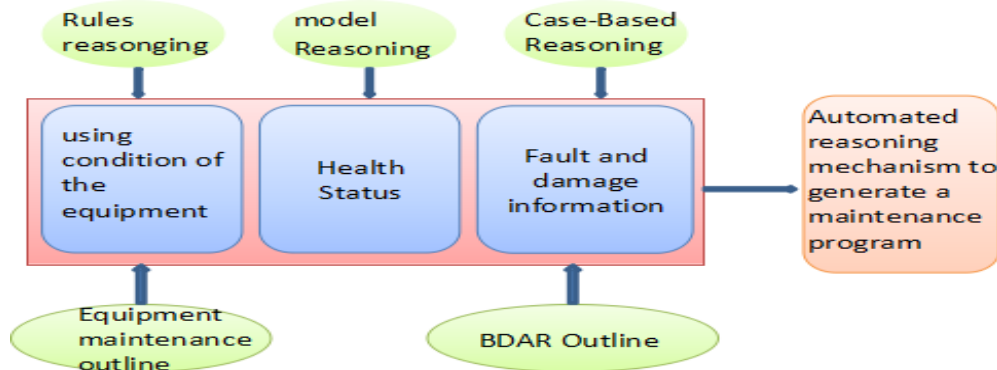 Rules
reasonging
model
Reasoning
Case-Based
Reasoning
using
condition of
the
equipment
Health
Status
Fault and
damage
information
Automated
reasoning
mechanism to
generate a
maintenance
program
Equipment
maintenance
outline
BDAR Outline